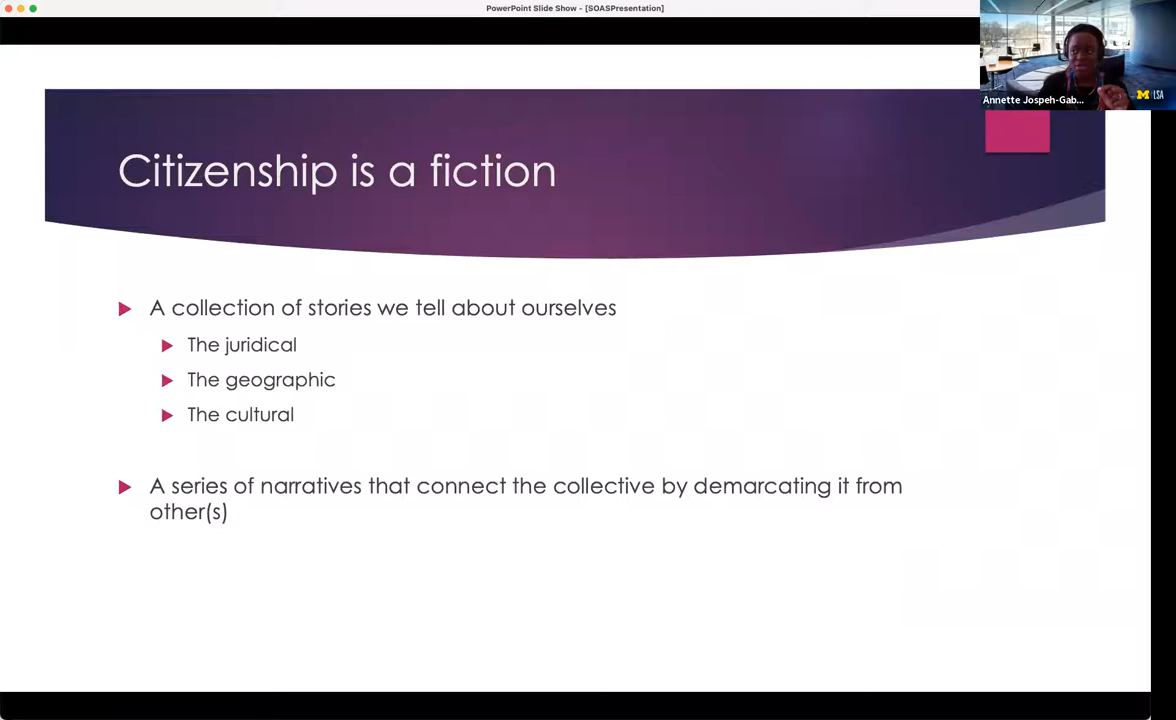 PowerPoint Slide Show - [SOASPresentation]
Annette Jospeh-Gab...
M LSA
Citizenship is a fiction
A collection of stories we tell about ourselves
The juridical
The geographic
The cultural
A series of narratives that connect the collective by demarcating it from
other(s)